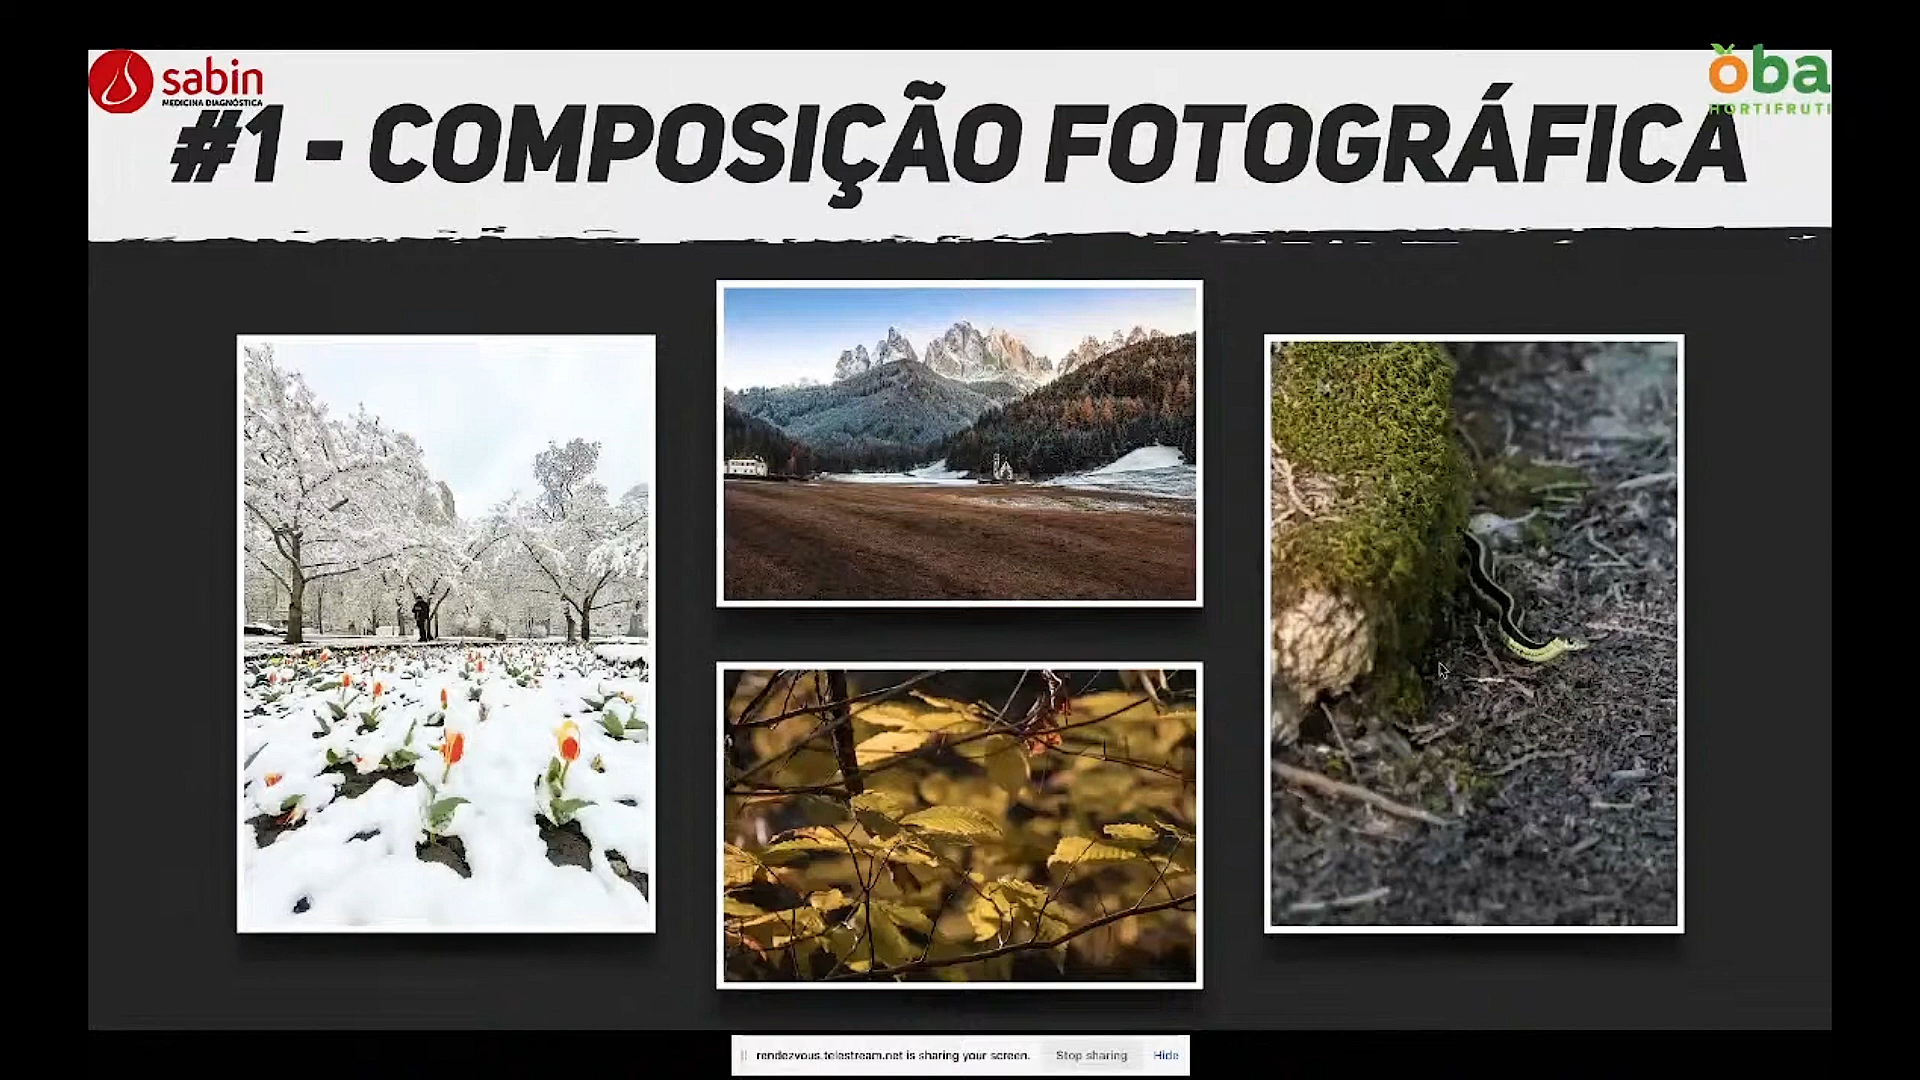 sabin
MEDICINA DIAGNÓSTICA
oba
HORTIFRUTI
#1 - COMPOSIÇÃO FOTOGRÁFICA
rendezvous.telestream.net is sharing your screen. Stop sharing Hide